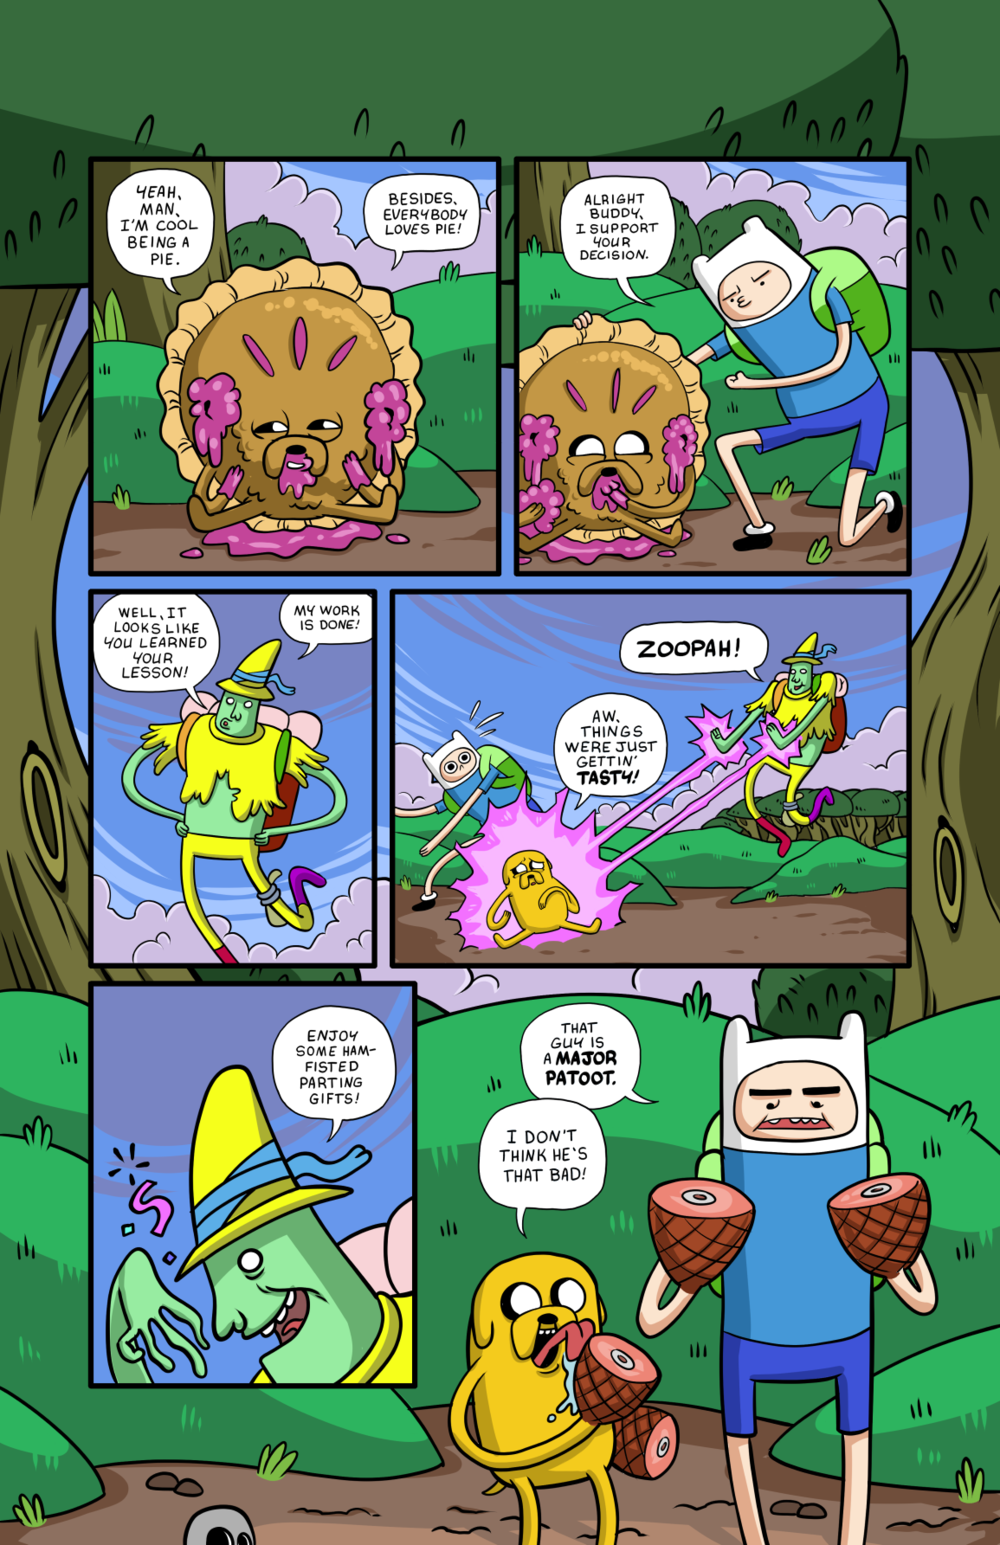 YEAH,
MAN,
I'M COOL
BEING A
PIE.
BESIDES,
EVERYBODY
LOVES PIE!
ALRIGHT
BUDDY,
I SUPPORT
YOUR
DECISION.
WELL, IT
LOOKS LIKE
YOU LEARNED
YOUR
LESSON!
MY WORK
IS DONE!
ZOOPAH!
AW,
THINGS
WERE JUST
GETTIN'
TASTY!
ENJOY
SOME HAM-
FISTED
PARTING
GIFTS!
THAT
GUY IS
A MAJOR
PATOOT.
I DON'T
THINK HE'S
THAT BAD!